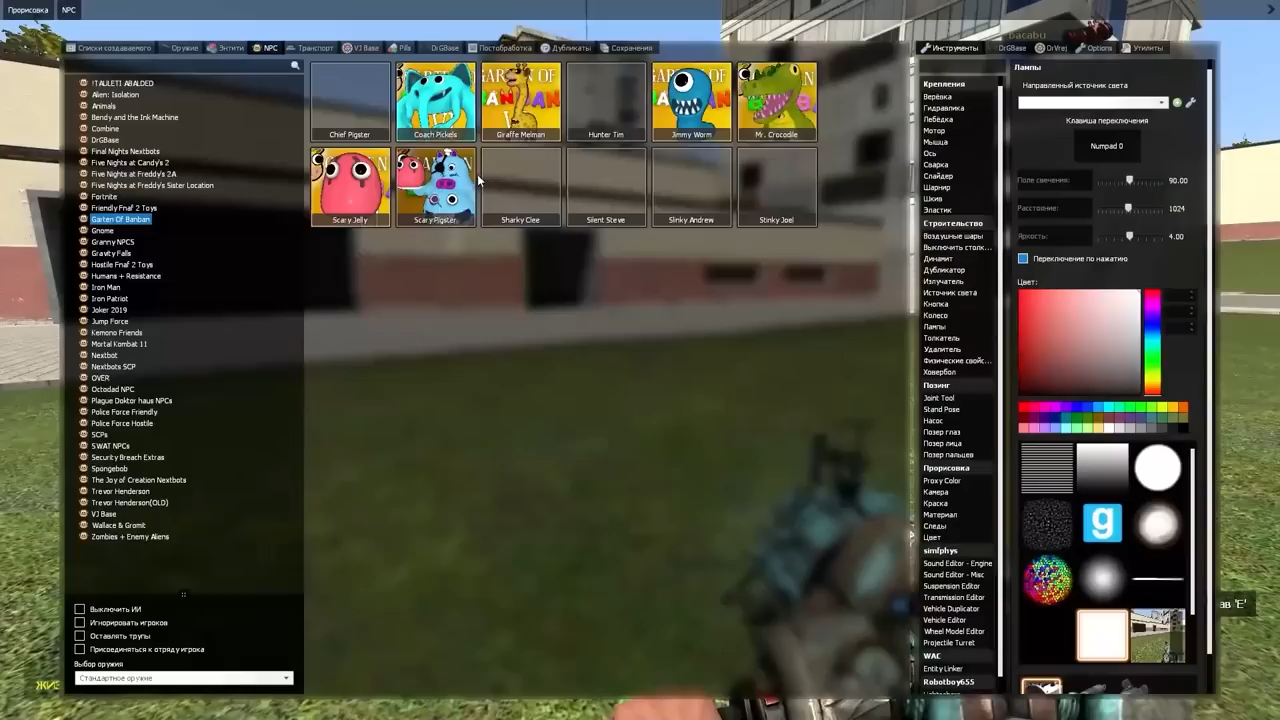 Прорисовка NPC
bacabu
Списки создаваемого Оружие Энтити NPC Транспорт VJ Base Pills DrGBase Постобработка Дубликаты Сохранения
Инструменты DrGBase DrVrej Options Утилиты
!TAULETI ABALDED
Alien: Isolation
Animals
Bendy and the Ink Machine
Combine
DrGBase
Final Nights Nextbots
Five Nights at Candy's 2
Five Nights at Freddy's 2A
Five Nights at Freddy's Sister Location
Fortnite
Friendly Fnaf 2 Toys
Garten Of Banban
Gnome
Granny NPCS
Gravity Falls
Hostile Fnaf 2 Toys
Humans + Resistance
Iron Man
Iron Patriot
Joker 2019
Jump Force
Kemono Friends
Mortal Kombat 11
Nextbot
Nextbots SCP
OVER
Octodad NPC
Plague Doktor haus NPCs
Police Force Friendly
Police Force Hostile
SCPs
SWAT NPCs
Security Breach Extras
Spongebob
The Joy of Creation Nextbots
Trevor Henderson
Trevor Henderson(OLD)
VJ Base
Wallace & Gromit
Zombies + Enemy Aliens
Выключить ИИ
Игнорировать игроков
Оставлять трупы
Присоединяться к отряду игрока
Выбор оружия
Стандартное оружие
Chief Pigster
Coach Pickels
Giraffe Melman
Hunter Tim
Jimmy Worm
Mr. Crocodile
Scary Jelly
Scary Pigster
Sharky Clee
Silent Steve
Slinky Andrew
Stinky Joel
Крепления
Верёвка
Гидравлика
Лебёдка
Мотор
Мышца
Ось
Сварка
Слайдер
Шарнир
Шкив
Эластик
Строительство
Воздушные шары
Выключить столк...
Динамит
Дубликатор
Излучатель
Источник света
Кнопка
Колесо
Лампы
Толкатель
Удалитель
Физические свойс...
Ховербол
Позинг
Joint Tool
Stand Pose
Насос
Позер глаз
Позер лица
Позер пальцев
Прорисовка
Proxy Color
Камера
Краска
Материал
Следы
Цвет
simfphys
Sound Editor - Engine
Sound Editor - Misc
Suspension Editor
Transmission Editor
Vehicle Duplicator
Vehicle Editor
Wheel Model Editor
Projectile Turret
WAC
Entity Linker
Robotboy655
Лампы
Направленный источник света
Клавиша переключения
Numpad 0
Поле свечения: 90.00
Расстояние: 1024
Яркость: 4.00
Переключение по нажатию
Цвет:
g
ав 'E'